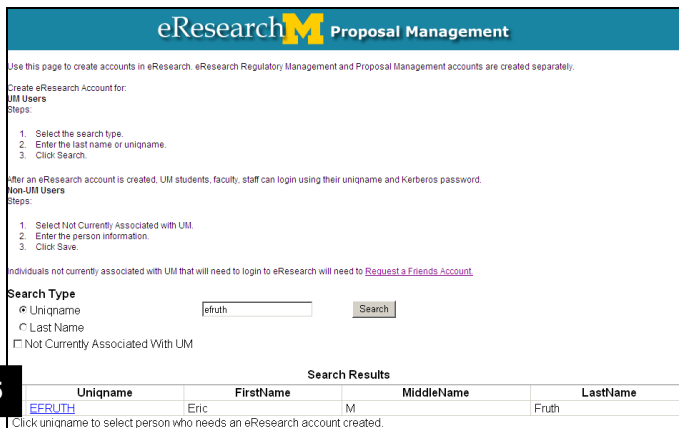 eResearch M Proposal Management
Use this page to create accounts in eResearch. eResearch Regulatory Management and Proposal Management accounts are created separately.
Create eResearch Account for:
UM Users
Steps:
1. Select the search type.
2. Enter the last name or uniqname.
3. Click Search.
After an eResearch account is created, UM students, faculty, staff can login using their uniqname and Kerberos password.
Non-UM Users
Steps:
1. Select Not Currently Associated with UM.
2. Enter the person information.
3. Click Save.
Individuals not currently associated with UM that will need to login to eResearch will need to Request a Friends Account.
Search Type
Uniqname efruth Search
Last Name
Not Currently Associated With UM
Search Results
5 Uniqname FirstName MiddleName LastName
EFRUTH Eric M Fruth
Click uniqname to select person who needs an eResearch account created.